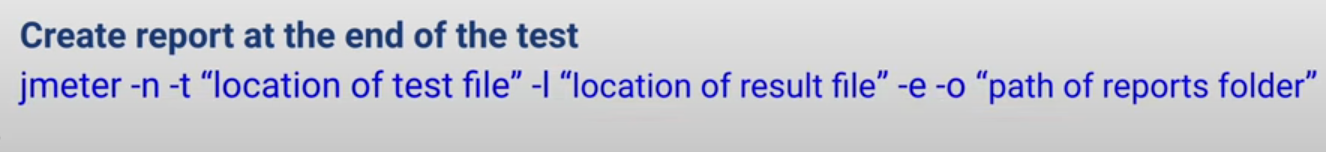 Create report at the end of the test
jmeter -n -t “location of test file” -l “location of result file” -e -o “path of reports folder”